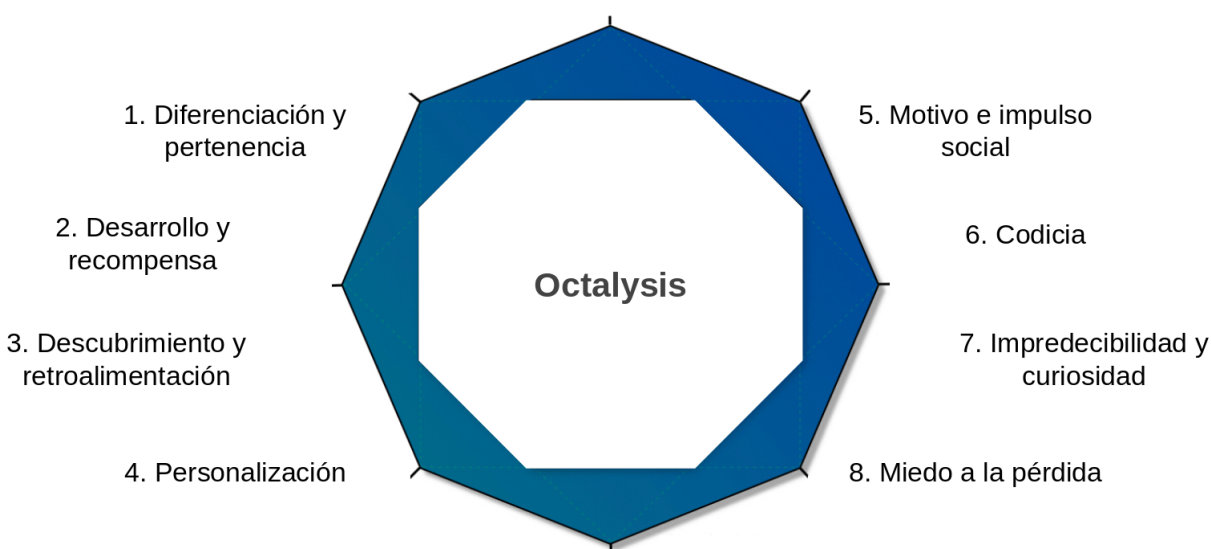 1. Diferenciación y
pertenencia
2. Desarrollo y
recompensa
3. Descubrimiento y
retroalimentación
4. Personalización
Octalysis
5. Motivo e impulso
social
6. Codicia
7. Impredecibilidad y
curiosidad
8. Miedo a la pérdida